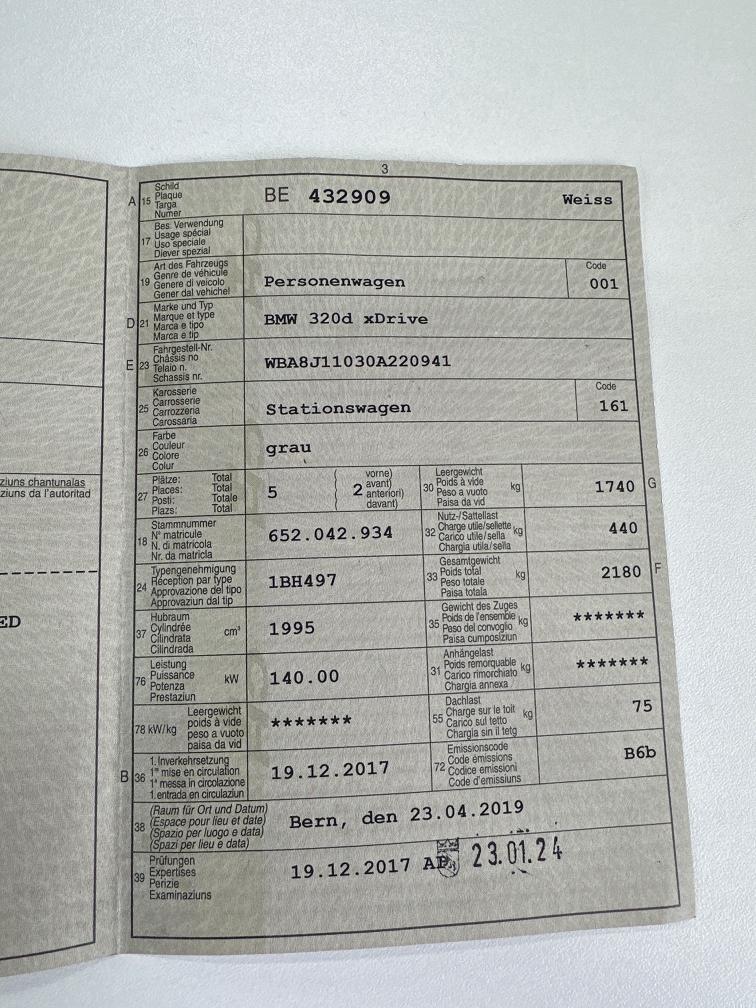 3
A 15 Schild
Plaque
Targa
Numer
BE 432909 Weiss
17 Bes. Verwendung
Usage spécial
Uso speciale
Diever spezial
19 Art des Fahrzeugs
Genre de véhicule
Genere di veicolo
Gener dal vehichel
Personenwagen
Code
001
D 21 Marke und Typ
Marque et type
Marca e tipo
Marca e tip
BMW 320d xDrive
E 23 Fahrgestell-Nr.
Châssis no
Telaio n.
Schassis nr.
WBA8J11030A220941
25 Karosserie
Carrosserie
Carrozzeria
Carossaria
Stationswagen
Code
161
26 Farbe
Couleur
Colore
Colur
grau
27 Plätze: Total
Places: Total
Posti: Totale
Plazs: Total
5
2 vorne)
( avant)
( anteriori)
( davant)
30 Leergewicht
Poids à vide
Peso a vuoto
Paisa da vid
kg
1740 G
18 Stammnummer
N° matricule
N. di matricola
Nr. da matricla
652.042.934
32 Nutz-/Sattellast
Charge utile/sellette
Carico utile/sella
Chargia utila/sella
kg
440
24 Typengenehmigung
Réception par type
Approvazione del tipo
Approvaziun dal tip
1BH497
33 Gesamtgewicht
Poids total
Peso totale
Paisa totala
kg
2180 F
37 Hubraum
Cylindrée
Cilindrata
Cilindrada
cm³
1995
35 Gewicht des Zuges
Poids de l'ensemble
Peso del convoglio
Paisa cumposiziun
kg
*******
76 Leistung
Puissance
Potenza
Prestaziun
kW
140.00
31 Anhängelast
Poids remorquable
Carico rimorchiato
Chargia annexa
kg
*******
78 kW/kg Leergewicht
poids à vide
peso a vuoto
paisa da vid
*******
55 Dachlast
Charge sur le toit
Carico sul tetto
Chargia sin il tetg
kg
75
B 36 1. Inverkehrsetzung
1re mise en circulation
1a messa in circolazione
1. entrada en circulaziun
19.12.2017
72 Emissionscode
Code émissions
Codice emissioni
Code d'emissiuns
B6b
38 (Raum für Ort und Datum)
(Espace pour lieu et date)
(Spazio per luogo e data)
(Spazi per lieu e data)
Bern, den 23.04.2019
39 Prüfungen
Expertises
Perizie
Examinaziuns
19.12.2017 AB 23.01.24
ziuns chantunalas
ziuns da l'autoritad
ED